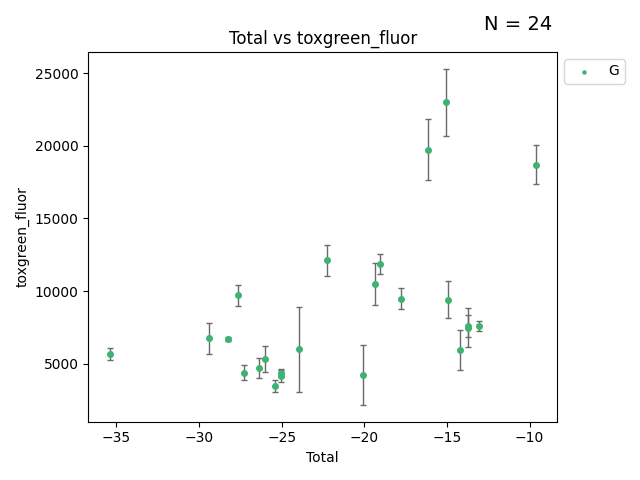 N = 24
Total vs toxgreen_fluor
G
25000
20000
15000
10000
5000
toxgreen_fluor
−35
−30
−25
−20
−15
−10
Total